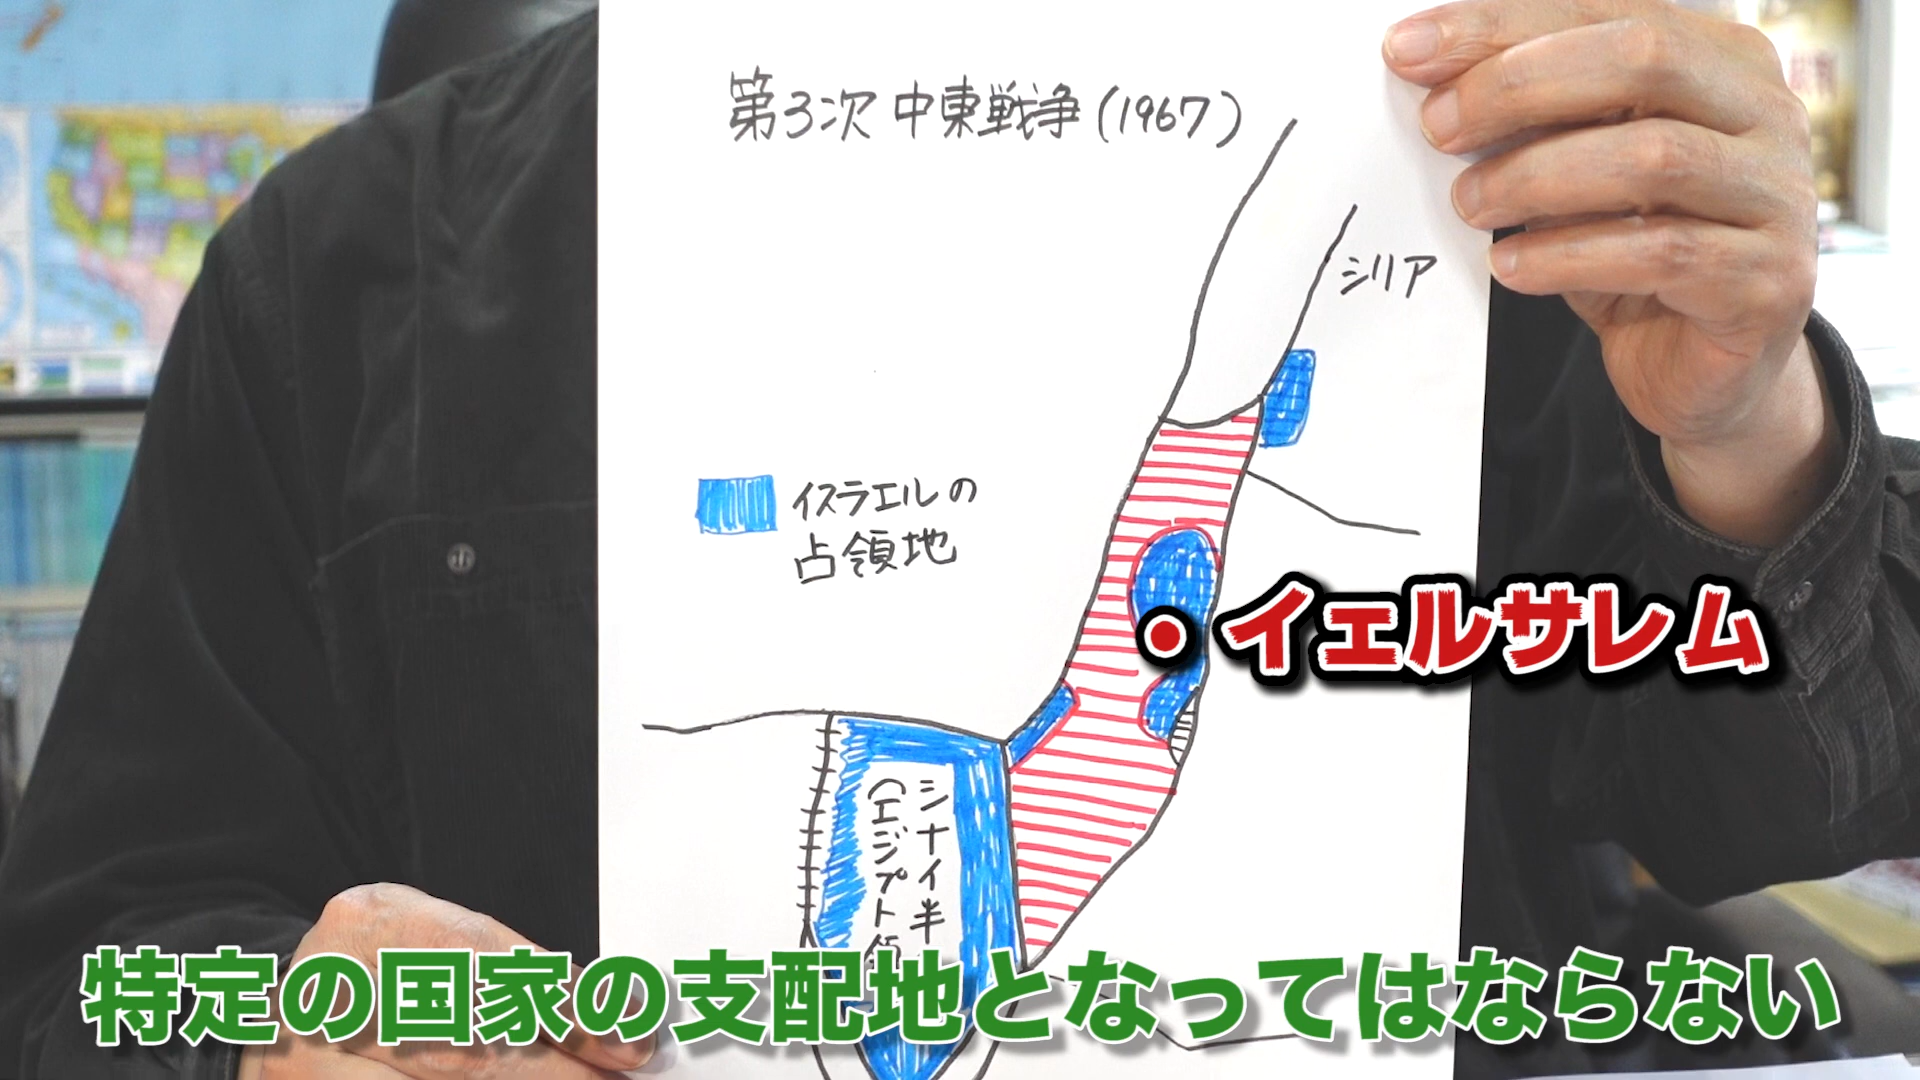 第3次中東戦争(1967)
シリア
イスラエルの
占領地
・イェルサレム
シナイ半
(エジプト領
特定の国家の支配地となってはならない